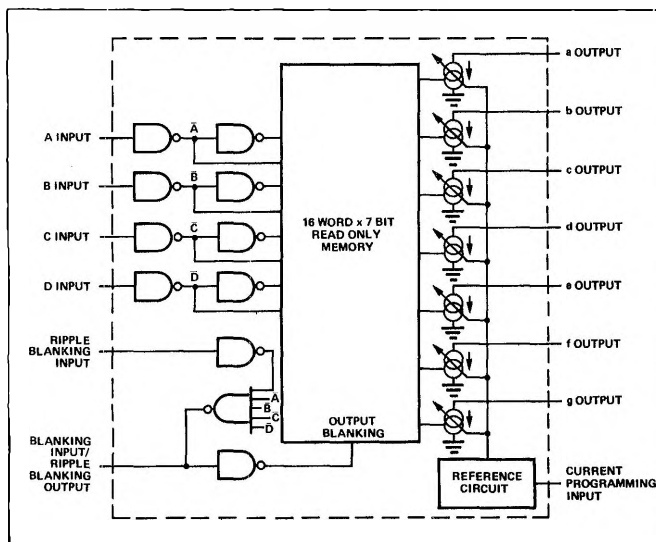 a OUTPUT
b OUTPUT
A INPUT
Ā
B INPUT
B̄
c OUTPUT
16 WORD x 7 BIT
READ ONLY
MEMORY
C INPUT
C̄
d OUTPUT
D INPUT
D̄
e OUTPUT
RIPPLE
BLANKING
INPUT
f OUTPUT
Ā
B̄
C̄
D̄
g OUTPUT
OUTPUT
BLANKING
BLANKING
INPUT/
RIPPLE
BLANKING
OUTPUT
REFERENCE
CIRCUIT
CURRENT
PROGRAMMING
INPUT